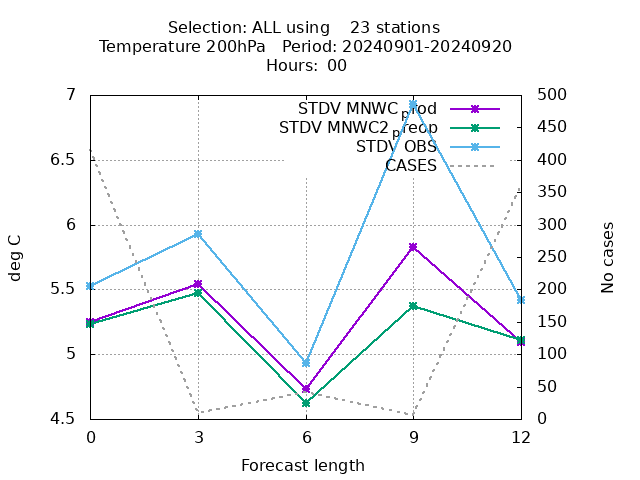 Selection: ALL using 23 stations
Temperature 200hPa Period: 20240901-20240920
Hours: 00
7
6.5
6
5.5
5
4.5
deg C
500
450
400
350
300
250
200
150
100
50
0
No cases
STDV MNWC prod
STDV MNWC2 preop
STDV OBS
CASES
0 3 6 9 12
Forecast length